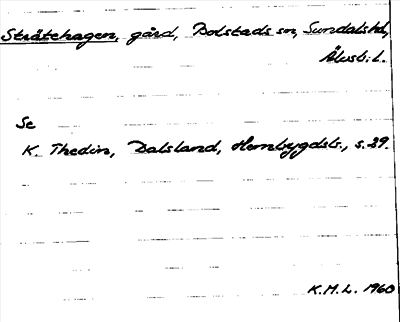 Stråtehagen, gård, Bolstads sn, Sundals hd,
Älvsb. l.
Se
K. Thedin, Dalsland, Hembygdsb., s. 29.
K.M.L. 1960